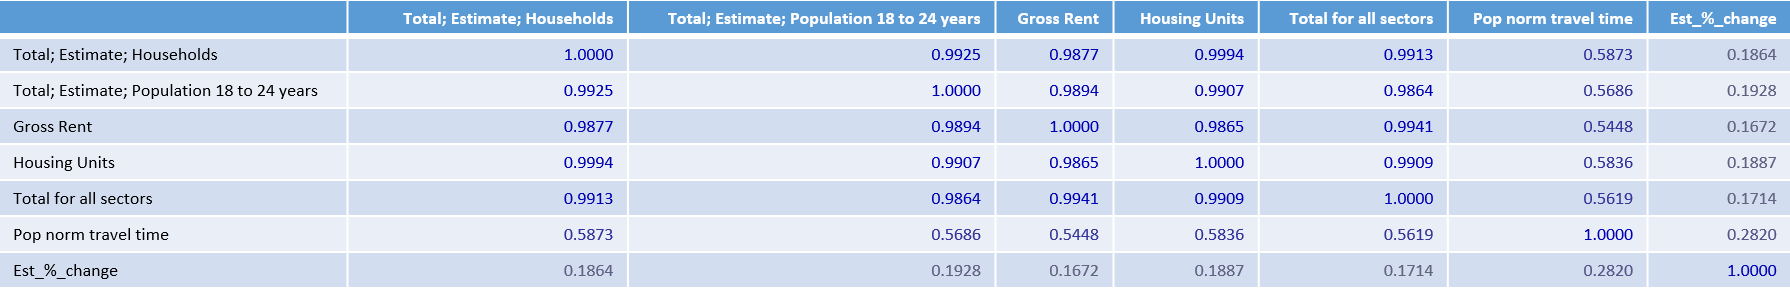 Total; Estimate; Households Total; Estimate; Population 18 to 24 years Gross Rent Housing Units Total for all sectors Pop norm travel time Est_%_change
Total; Estimate; Households 1.0000 0.9925 0.9877 0.9994 0.9913 0.5873 0.1864
Total; Estimate; Population 18 to 24 years 0.9925 1.0000 0.9894 0.9907 0.9864 0.5686 0.1928
Gross Rent 0.9877 0.9894 1.0000 0.9865 0.9941 0.5448 0.1672
Housing Units 0.9994 0.9907 0.9865 1.0000 0.9909 0.5836 0.1887
Total for all sectors 0.9913 0.9864 0.9941 0.9909 1.0000 0.5619 0.1714
Pop norm travel time 0.5873 0.5686 0.5448 0.5836 0.5619 1.0000 0.2820
Est_%_change 0.1864 0.1928 0.1672 0.1887 0.1714 0.2820 1.0000